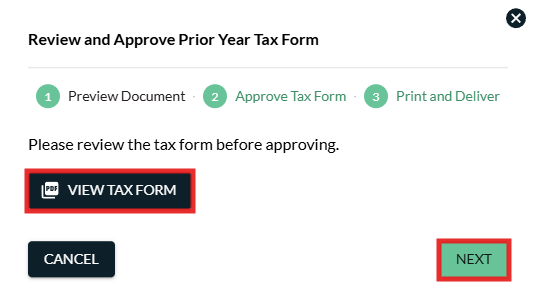 Review and Approve Prior Year Tax Form
1 Preview Document · 2 Approve Tax Form · 3 Print and Deliver
Please review the tax form before approving.
PDF VIEW TAX FORM
CANCEL NEXT